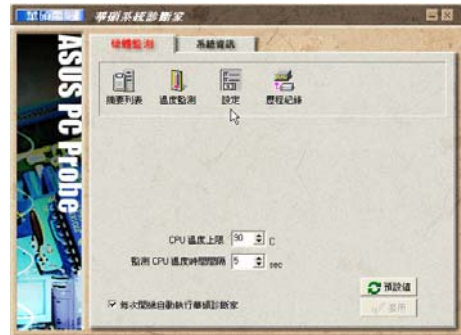 華碩系統診斷家
ASUS PC Probe
硬體監測
系統資訊
摘要列表
溫度監測
設定
歷程紀錄
CPU 溫度上限 90 C
監測 CPU 溫度時間間隔 5 sec
每次開機自動執行華碩診斷家
預設值
套用